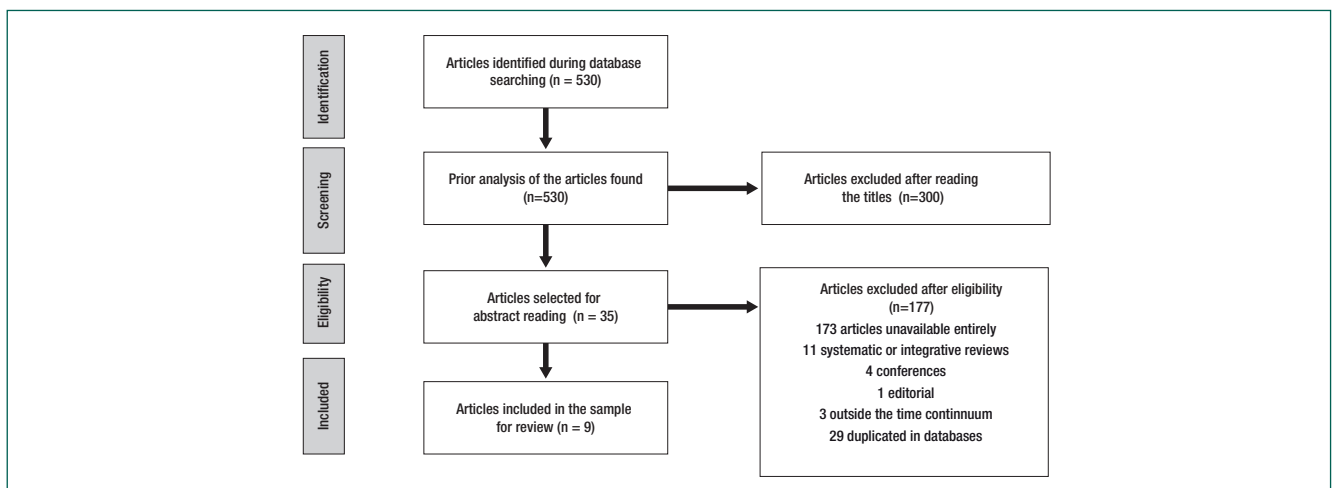 Identification
Articles identified during database
searching (n = 530)
Screening
Prior analysis of the articles found
(n=530)
Articles excluded after reading
the titles (n=300)
Eligibility
Articles selected for
abstract reading (n = 35)
Articles excluded after eligibility
(n=177)
173 articles unavailable entirely
11 systematic or integrative reviews
4 conferences
1 editorial
3 outside the time continnuum
29 duplicated in databases
Included
Articles included in the sample
for review (n = 9)